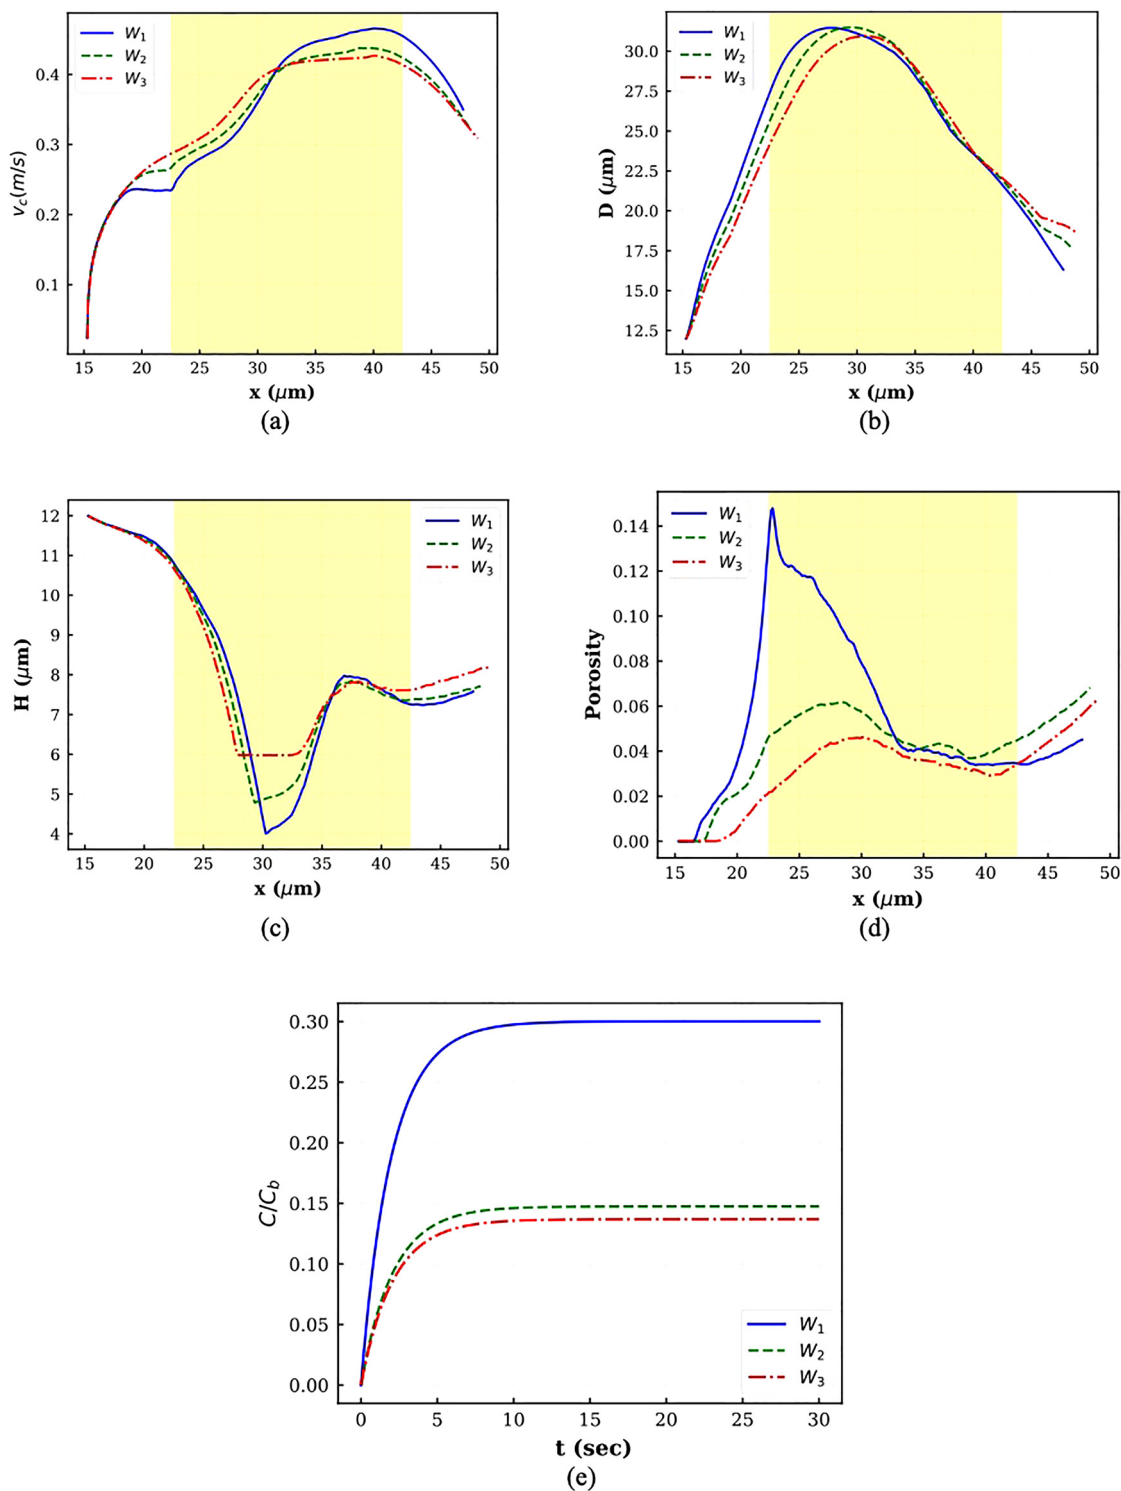 W₁
W₂
W₃
0.4
0.3
0.2
0.1
v_c(m/s)
15 20 25 30 35 40 45 50
x (μm)
(a)
W₁
W₂
W₃
30.0
27.5
25.0
22.5
20.0
17.5
15.0
12.5
D (μm)
15 20 25 30 35 40 45 50
x (μm)
(b)
W₁
W₂
W₃
12
11
10
9
8
7
6
5
4
H (μm)
15 20 25 30 35 40 45 50
x (μm)
(c)
W₁
W₂
W₃
0.14
0.12
0.10
0.08
0.06
0.04
0.02
0.00
Porosity
15 20 25 30 35 40 45 50
x (μm)
(d)
0.30
0.25
0.20
0.15
0.10
0.05
0.00
C/C_b
W₁
W₂
W₃
0 5 10 15 20 25 30
t (sec)
(e)